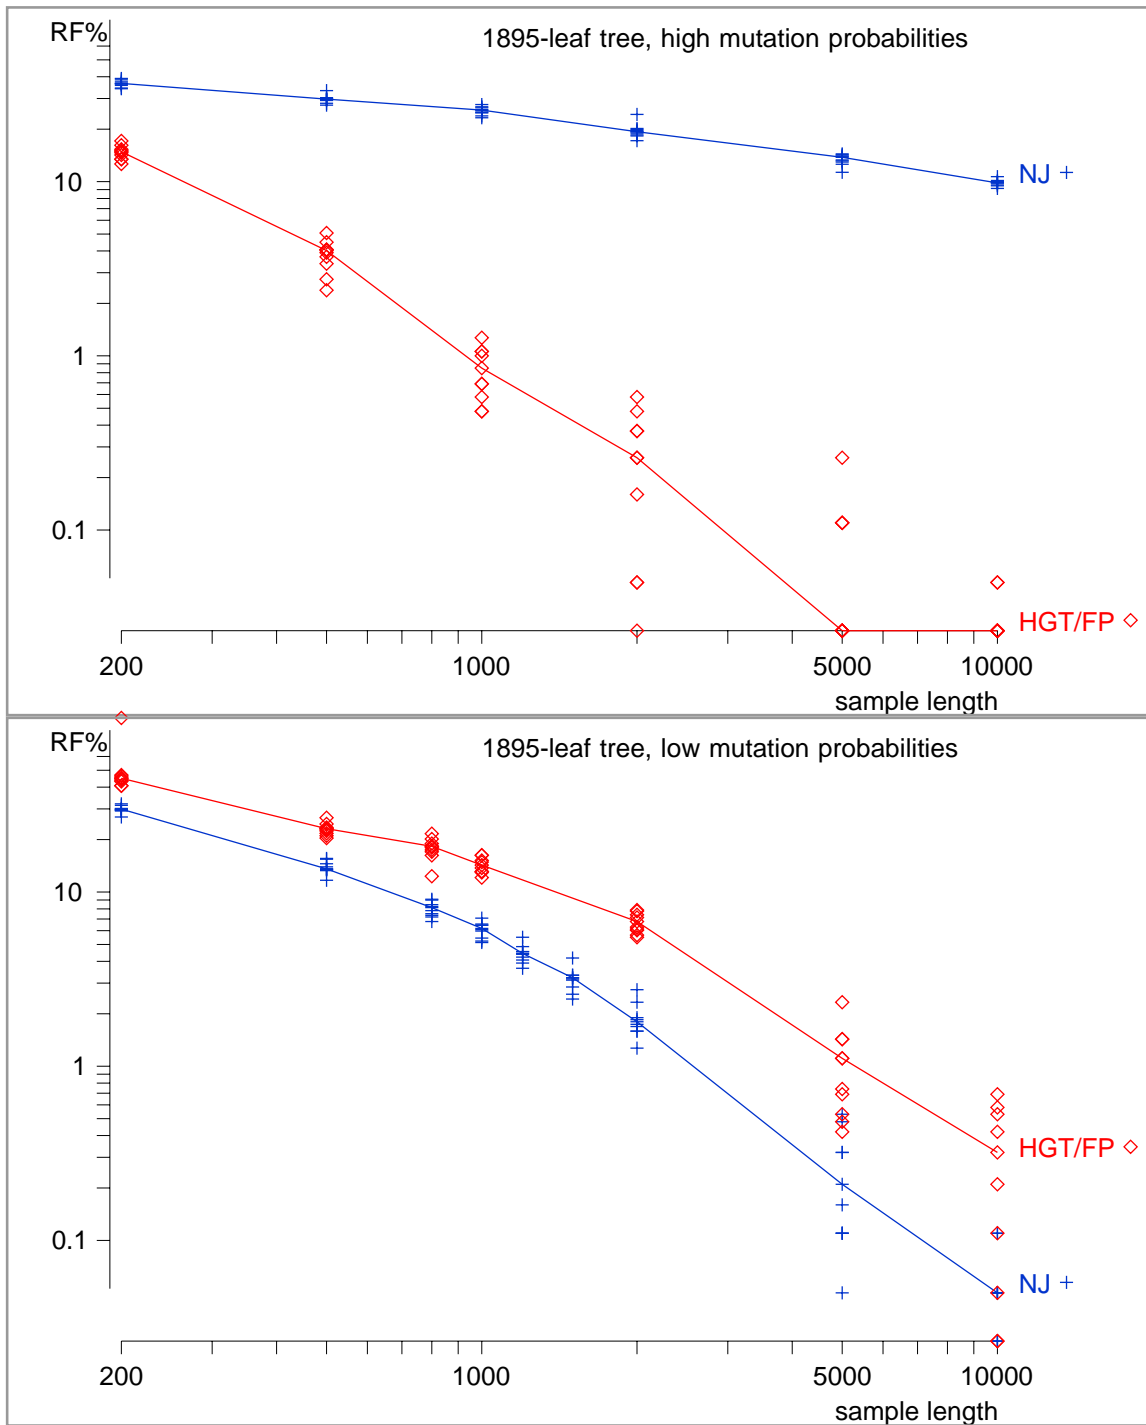 RF%
1895-leaf tree, high mutation probabilities
10
NJ
1
0.1
HGT/FP
200 1000 5000 10000
sample length
RF%
1895-leaf tree, low mutation probabilities
10
1
HGT/FP
0.1
NJ
200 1000 5000 10000
sample length